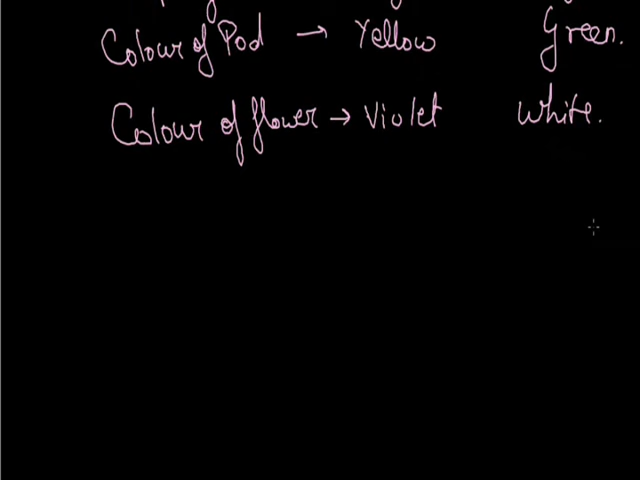 Colour of Pod → Yellow Green.
Colour of flower → Violet White.